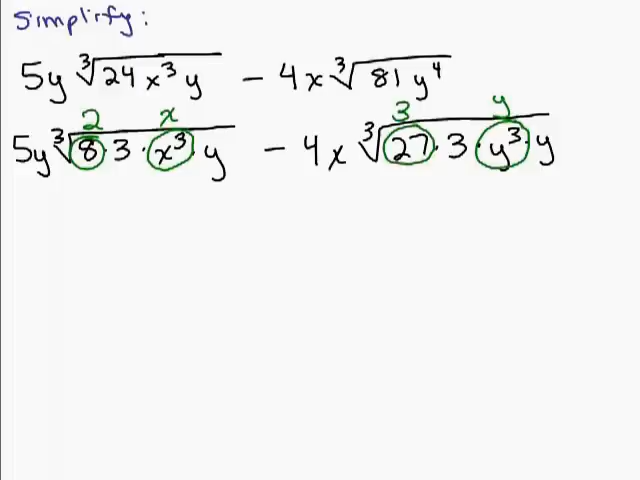 Simplify:
5y ∛24x³y − 4x ∛81y⁴
2 x 3 y
5y ∛8·3·x³·y − 4x ∛27·3·y³·y